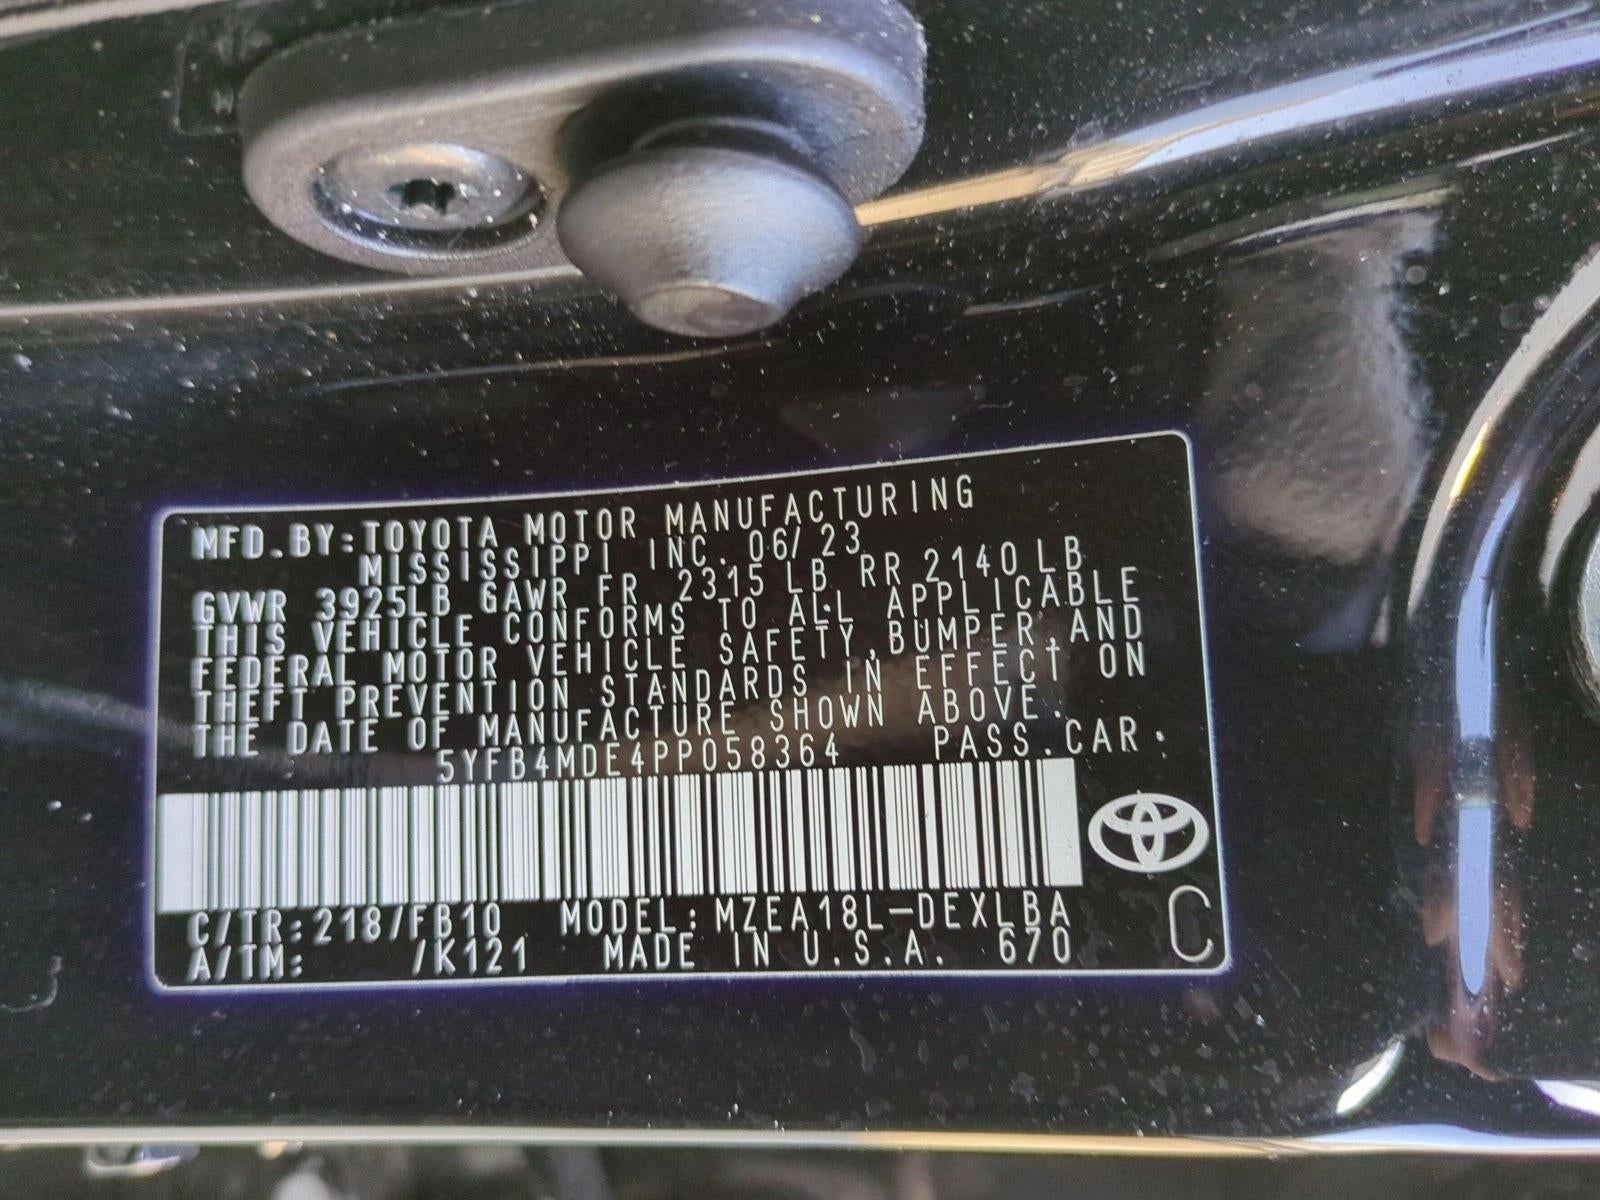 MFD.BY:TOYOTA MOTOR MANUFACTURING
MISSISSIPPI INC. 06/23
GVWR 3925LB GAWR FR 2315 LB RR 2140 LB
THIS VEHICLE CONFORMS TO ALL APPLICABLE
FEDERAL MOTOR VEHICLE SAFETY,BUMPER,AND
THEFT PREVENTION STANDARDS IN EFFECT ON
THE DATE OF MANUFACTURE SHOWN ABOVE.
5YFB4MDE4PP058364 PASS.CAR.
C/TR:218/FB10 MODEL:MZEA18L-DEXLBA
A/TM: /K121 MADE IN U.S.A. 670 C